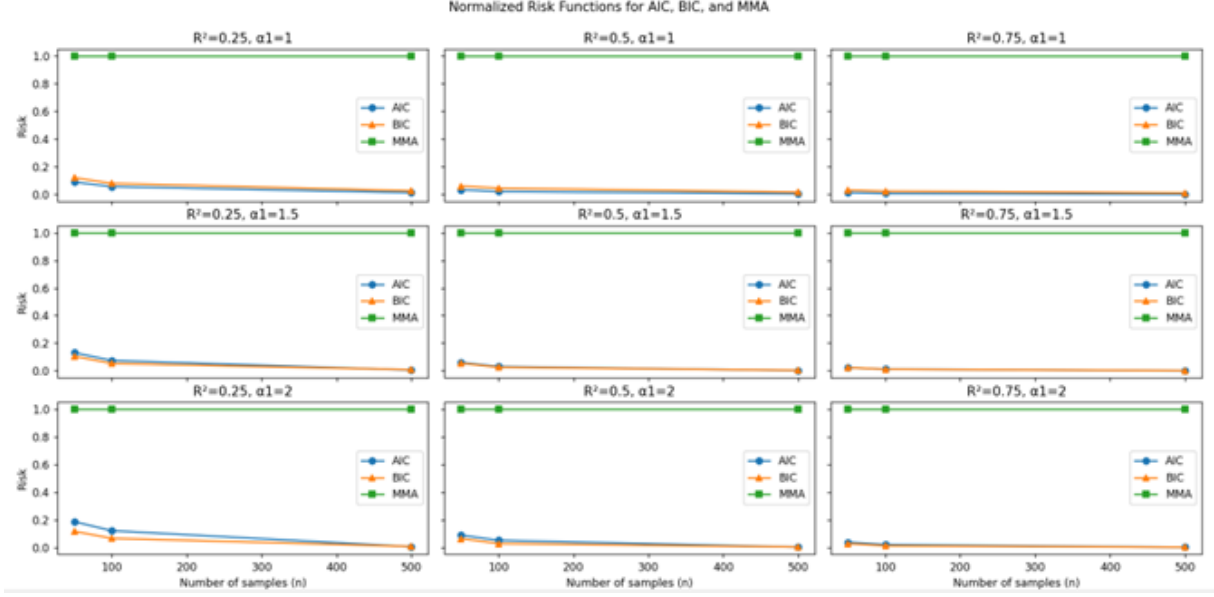 Normalized Risk Functions for AIC, BIC, and MMA
R²=0.25, α1=1
R²=0.5, α1=1
R²=0.75, α1=1
1.0
0.8
0.6
0.4
0.2
0.0
Risk
AIC
BIC
MMA
AIC
BIC
MMA
AIC
BIC
MMA
R²=0.25, α1=1.5
R²=0.5, α1=1.5
R²=0.75, α1=1.5
1.0
0.8
0.6
0.4
0.2
0.0
Risk
AIC
BIC
MMA
AIC
BIC
MMA
AIC
BIC
MMA
R²=0.25, α1=2
R²=0.5, α1=2
R²=0.75, α1=2
1.0
0.8
0.6
0.4
0.2
0.0
Risk
AIC
BIC
MMA
AIC
BIC
MMA
AIC
BIC
MMA
100 200 300 400 500
100 200 300 400 500
100 200 300 400 500
Number of samples (n)
Number of samples (n)
Number of samples (n)